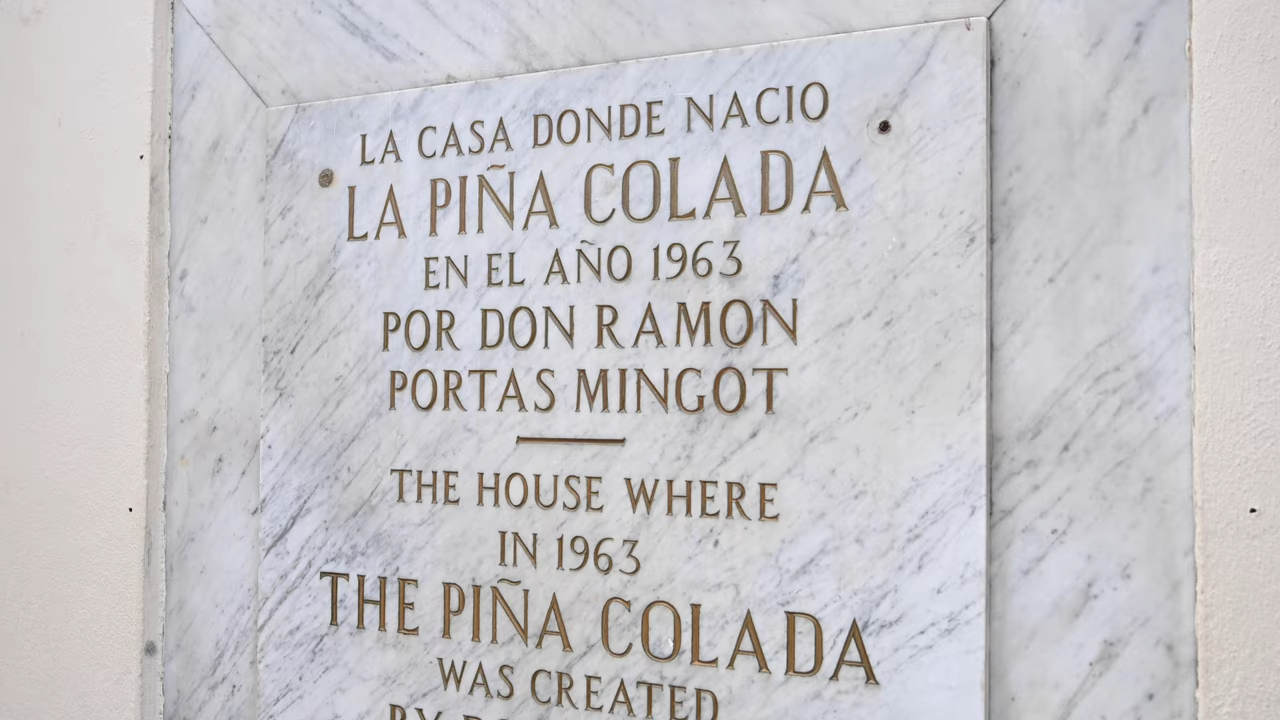 LA CASA DONDE NACIO
LA PIÑA COLADA
EN EL AÑO 1963
POR DON RAMON
PORTAS MINGOT
THE HOUSE WHERE
IN 1963
THE PIÑA COLADA
WAS CREATED
BY